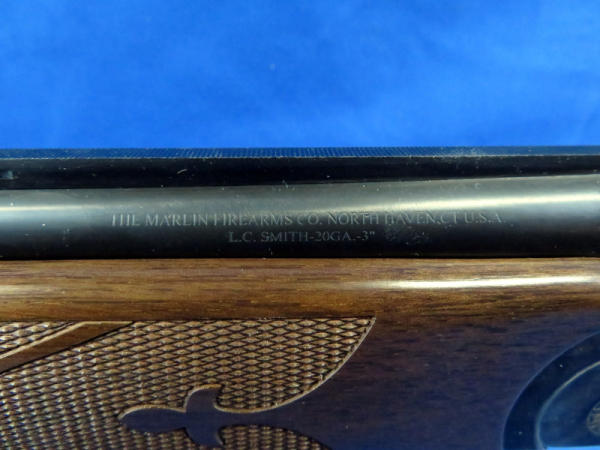 THE MARLIN FIREARMS CO. NORTH HAVEN, CT U.S.A
L.C. SMITH-20GA.-3"